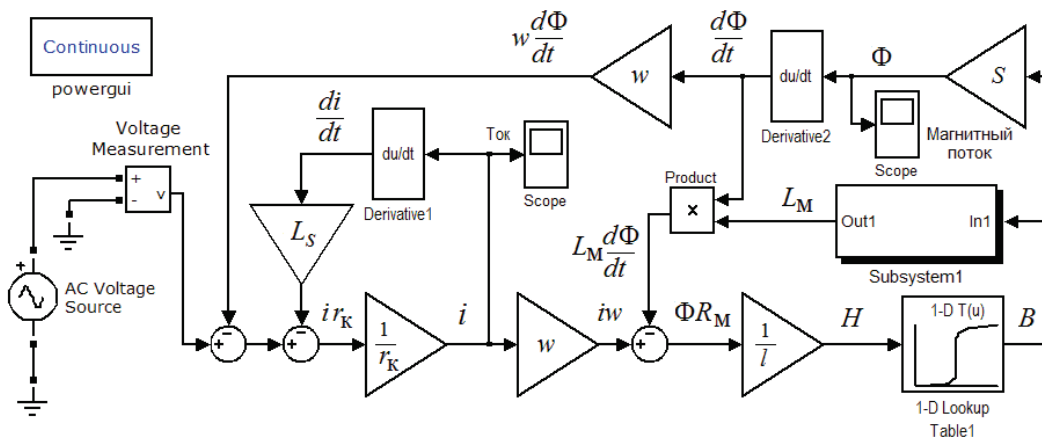 Continuous
powergui
Voltage
Measurement
+
-
v
+
AC Voltage
Source
w dΦ/dt
w
dΦ/dt
du/dt
Derivative2
Φ
S
Scope
Магнитный
поток
di/dt
du/dt
Derivative1
Ток
Scope
L_S
Product
×
L_M
Out1
In1
Subsystem1
L_M dΦ/dt
+
−
+
−
i r_к
1/r_к
i
w
iw
+
−
ΦR_M
1/l
H
1-D T(u)
B
1-D Lookup
Table1